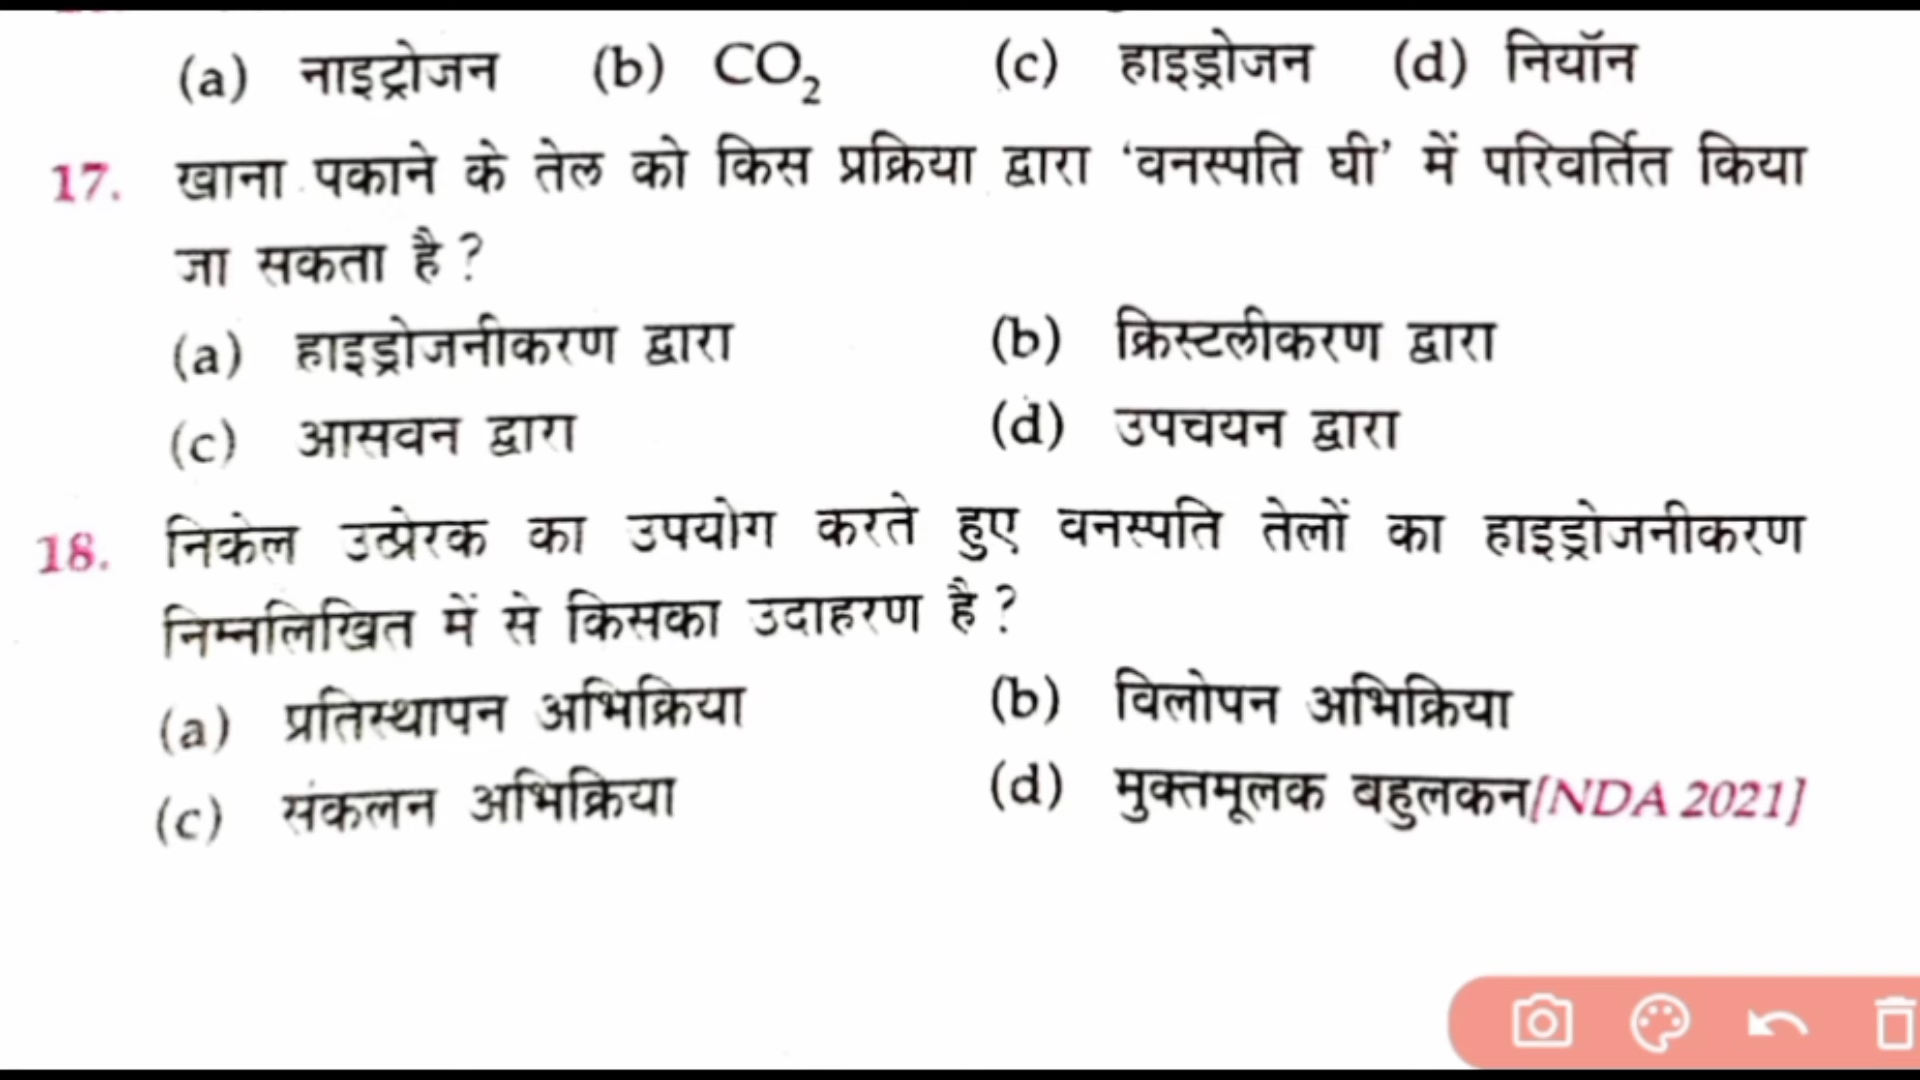 (a) नाइट्रोजन (b) CO₂ (c) हाइड्रोजन (d) नियॉन
17. खाना पकाने के तेल को किस प्रक्रिया द्वारा ‘वनस्पति घी’ में परिवर्तित किया
जा सकता है ?
(a) हाइड्रोजनीकरण द्वारा (b) क्रिस्टलीकरण द्वारा
(c) आसवन द्वारा (d) उपचयन द्वारा
18. निकेल उत्प्रेरक का उपयोग करते हुए वनस्पति तेलों का हाइड्रोजनीकरण
निम्नलिखित में से किसका उदाहरण है ?
(a) प्रतिस्थापन अभिक्रिया (b) विलोपन अभिक्रिया
(c) संकलन अभिक्रिया (d) मुक्तमूलक बहुलकन [NDA 2021]